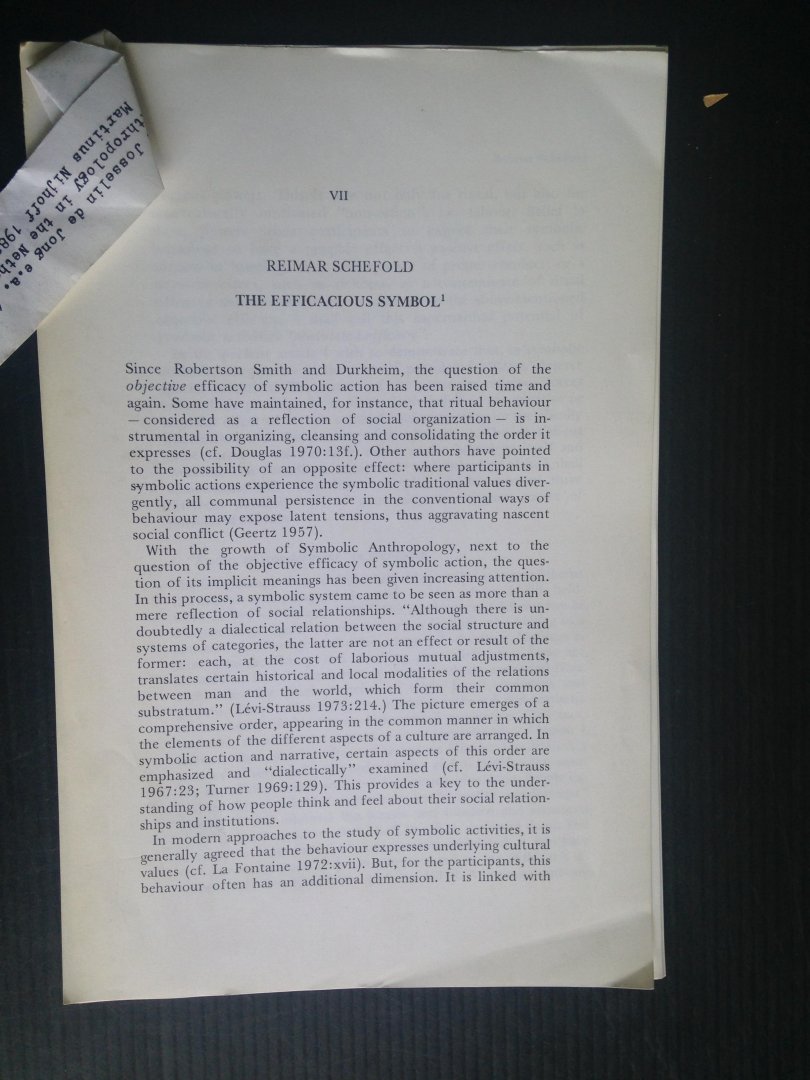 Josselin de Jong e.a.
thropology in the Neth
Martinus Nijhoff 198
VII
REIMAR SCHEFOLD
THE EFFICACIOUS SYMBOL¹
Since Robertson Smith and Durkheim, the question of the
objective efficacy of symbolic action has been raised time and
again. Some have maintained, for instance, that ritual behaviour
— considered as a reflection of social organization — is in-
strumental in organizing, cleansing and consolidating the order it
expresses (cf. Douglas 1970:13f.). Other authors have pointed
to the possibility of an opposite effect: where participants in
symbolic actions experience the symbolic traditional values diver-
gently, all communal persistence in the conventional ways of
behaviour may expose latent tensions, thus aggravating nascent
social conflict (Geertz 1957).
With the growth of Symbolic Anthropology, next to the
question of the objective efficacy of symbolic action, the ques-
tion of its implicit meanings has been given increasing attention.
In this process, a symbolic system came to be seen as more than a
mere reflection of social relationships. “Although there is un-
doubtedly a dialectical relation between the social structure and
systems of categories, the latter are not an effect or result of the
former: each, at the cost of laborious mutual adjustments,
translates certain historical and local modalities of the relations
between man and the world, which form their common
substratum.” (Lévi-Strauss 1973:214.) The picture emerges of a
comprehensive order, appearing in the common manner in which
the elements of the different aspects of a culture are arranged. In
symbolic action and narrative, certain aspects of this order are
emphasized and “dialectically” examined (cf. Lévi-Strauss
1967:23; Turner 1969:129). This provides a key to the under-
standing of how people think and feel about their social relation-
ships and institutions.
In modern approaches to the study of symbolic activities, it is
generally agreed that the behaviour expresses underlying cultural
values (cf. La Fontaine 1972:xvii). But, for the participants, this
behaviour often has an additional dimension. It is linked with